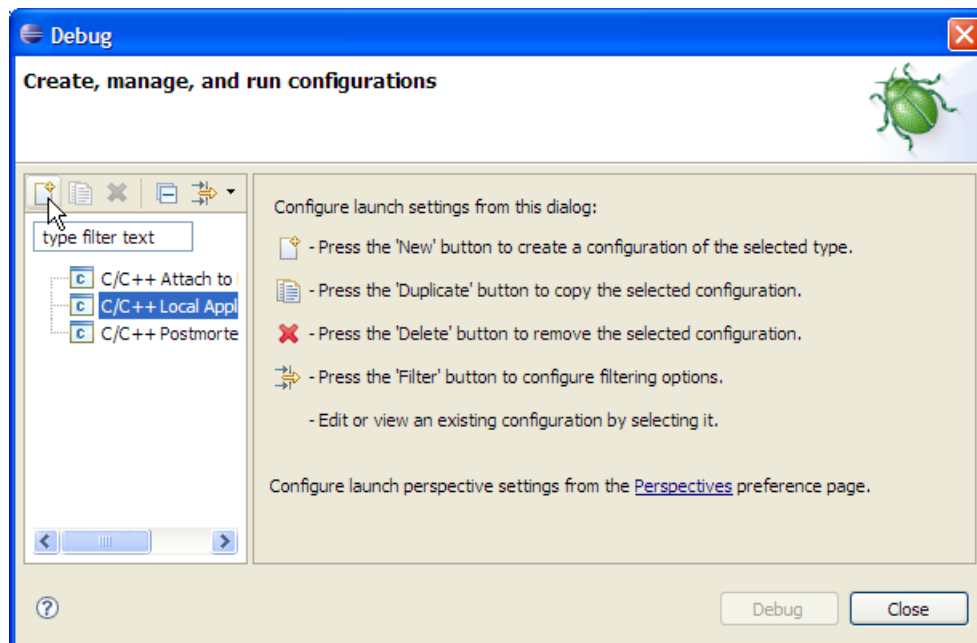 Debug
Create, manage, and run configurations
type filter text
C/C++ Attach to
C/C++ Local Appl
C/C++ Postmorte
Configure launch settings from this dialog:
- Press the 'New' button to create a configuration of the selected type.
- Press the 'Duplicate' button to copy the selected configuration.
- Press the 'Delete' button to remove the selected configuration.
- Press the 'Filter' button to configure filtering options.
- Edit or view an existing configuration by selecting it.
Configure launch perspective settings from the Perspectives preference page.
Debug
Close